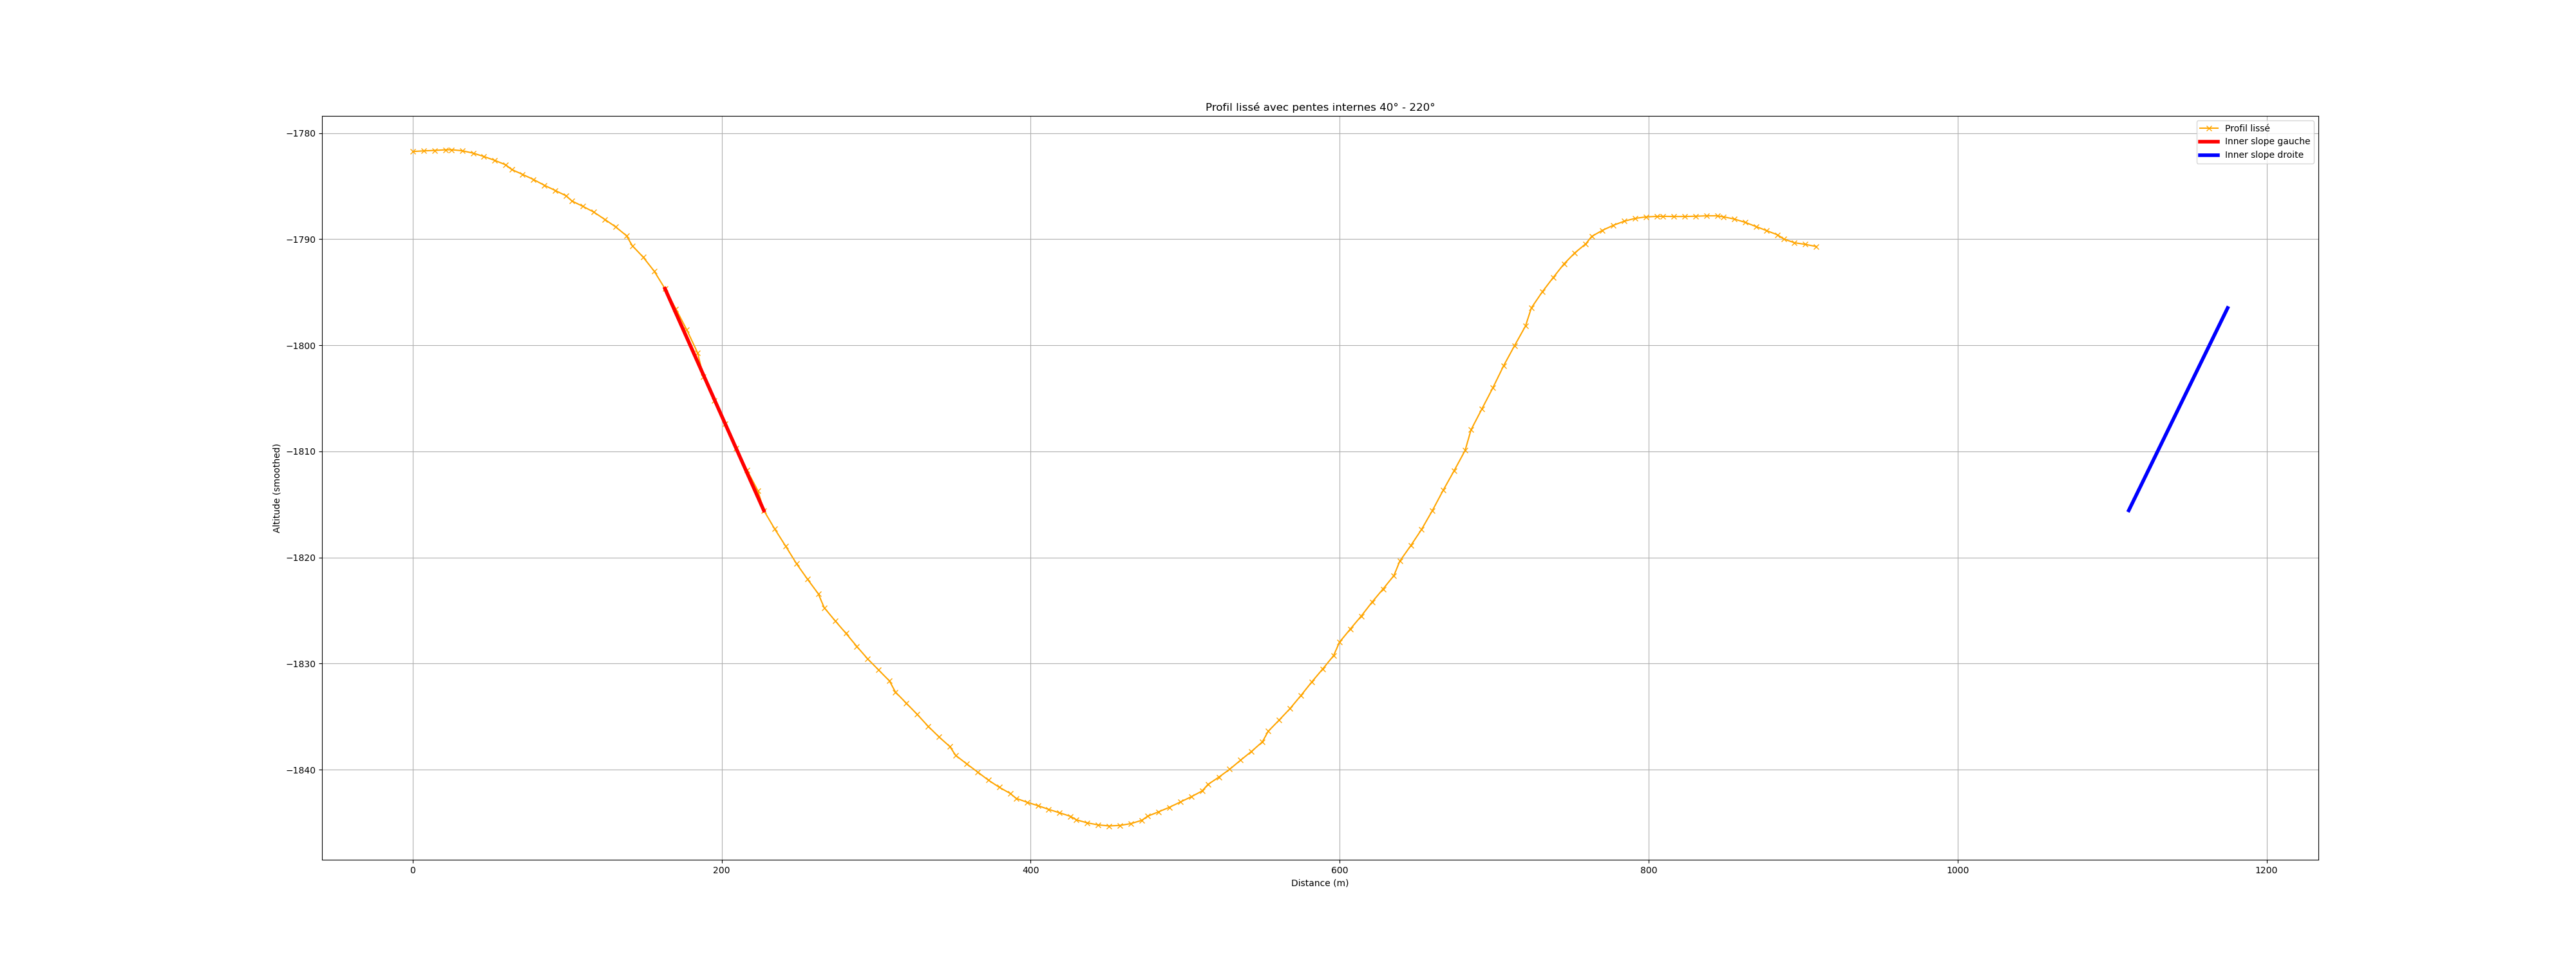 Profil lissé avec pentes internes 40° - 220°
Profil lissé
Inner slope gauche
Inner slope droite
Altitude (smoothed)
−1780
−1790
−1800
−1810
−1820
−1830
−1840
0
200
400
600
800
1000
1200
Distance (m)